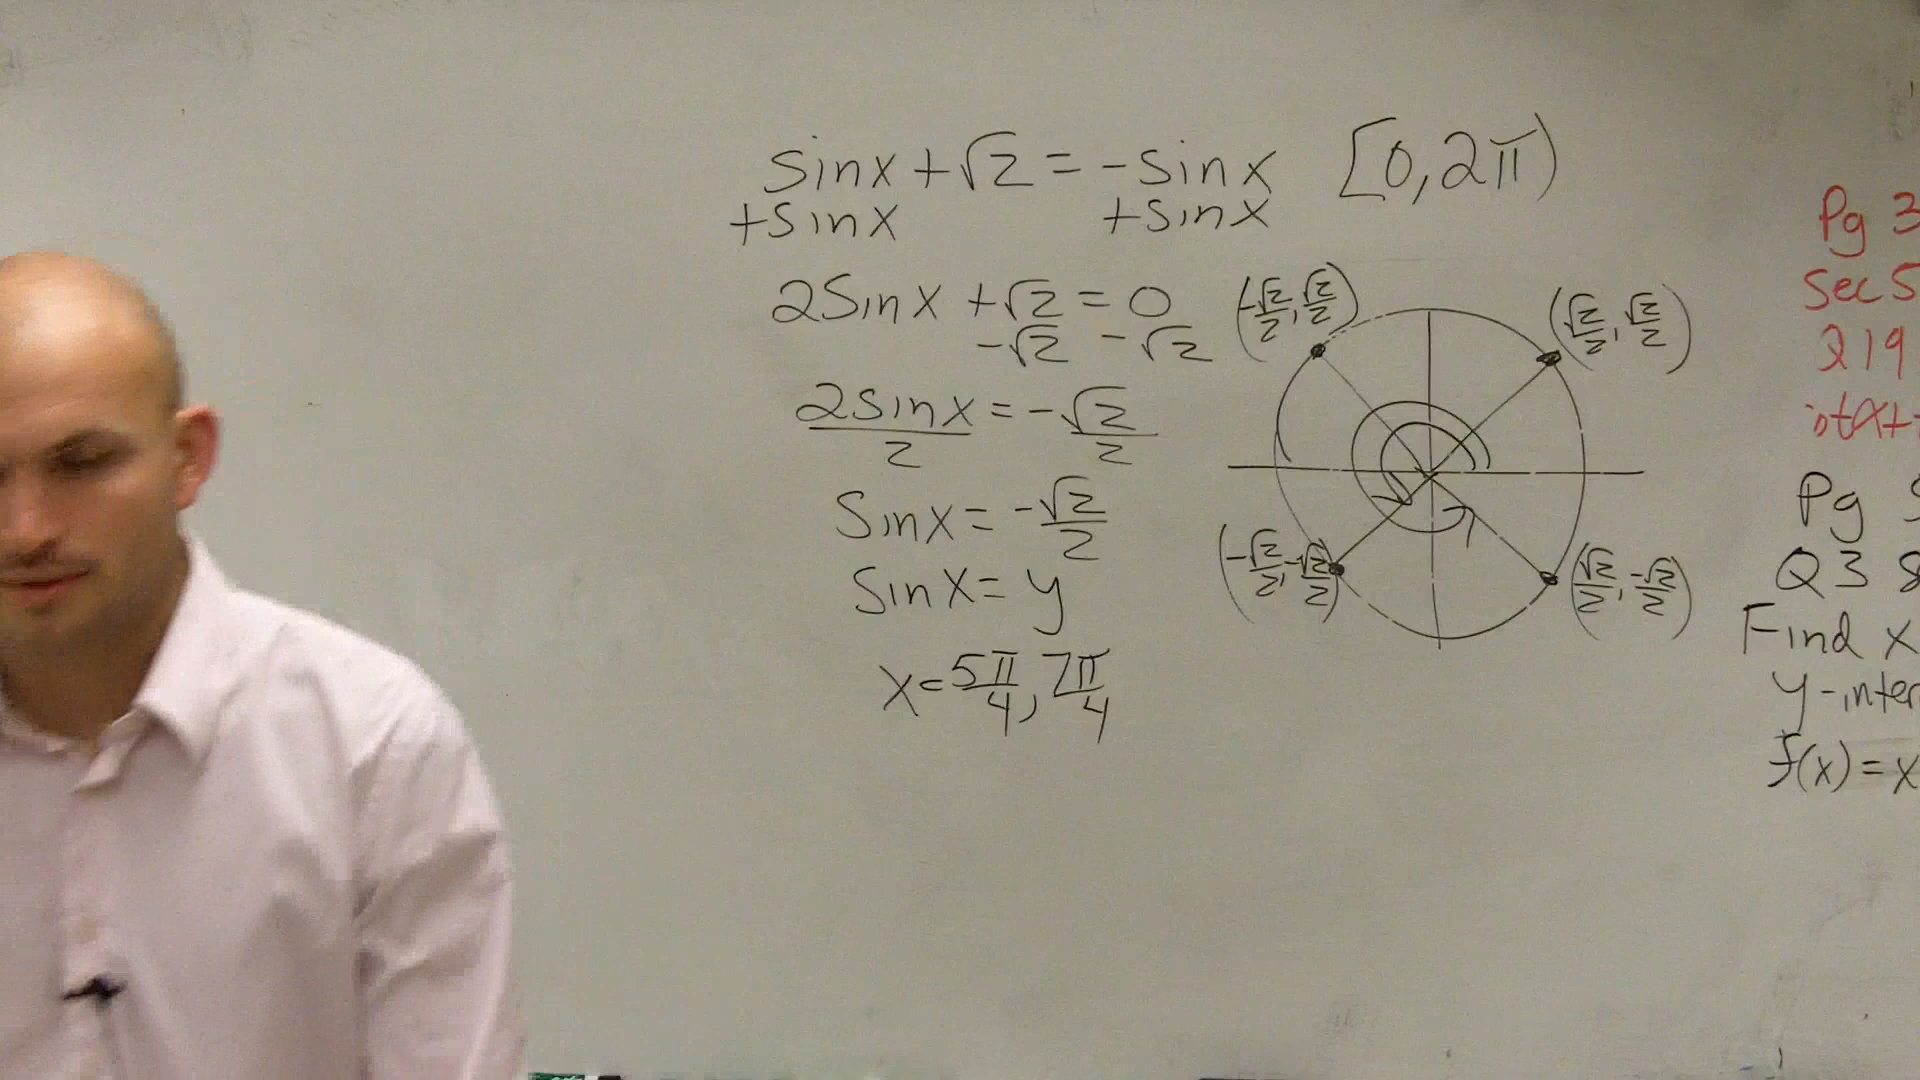 sinx+√2=-sinx [0,2π)
+sinx +sinx
2sinx+√2=0
-√2 -√2
2sinx/2=-√2/2
sinx=-√2/2
sinx=y
x=5π/4,7π/4
(-√2/2,√2/2)
(√2/2,√2/2)
(-√2/2,-√2/2)
(√2/2,-√2/2)
Pg 3
Sec 5
219
Pg
Q3 8
Find x
y-inter
f(x)=x